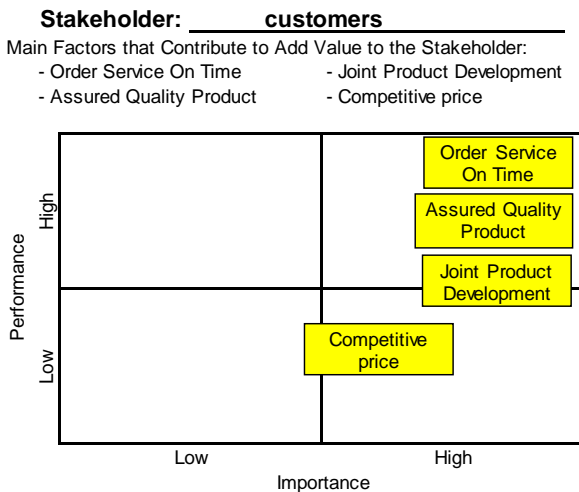 Stakeholder: customers
Main Factors that Contribute to Add Value to the Stakeholder:
- Order Service On Time - Joint Product Development
- Assured Quality Product - Competitive price
Order Service
On Time
Assured Quality
Product
Joint Product
Development
Competitive
price
Performance
High
Low
Low High
Importance